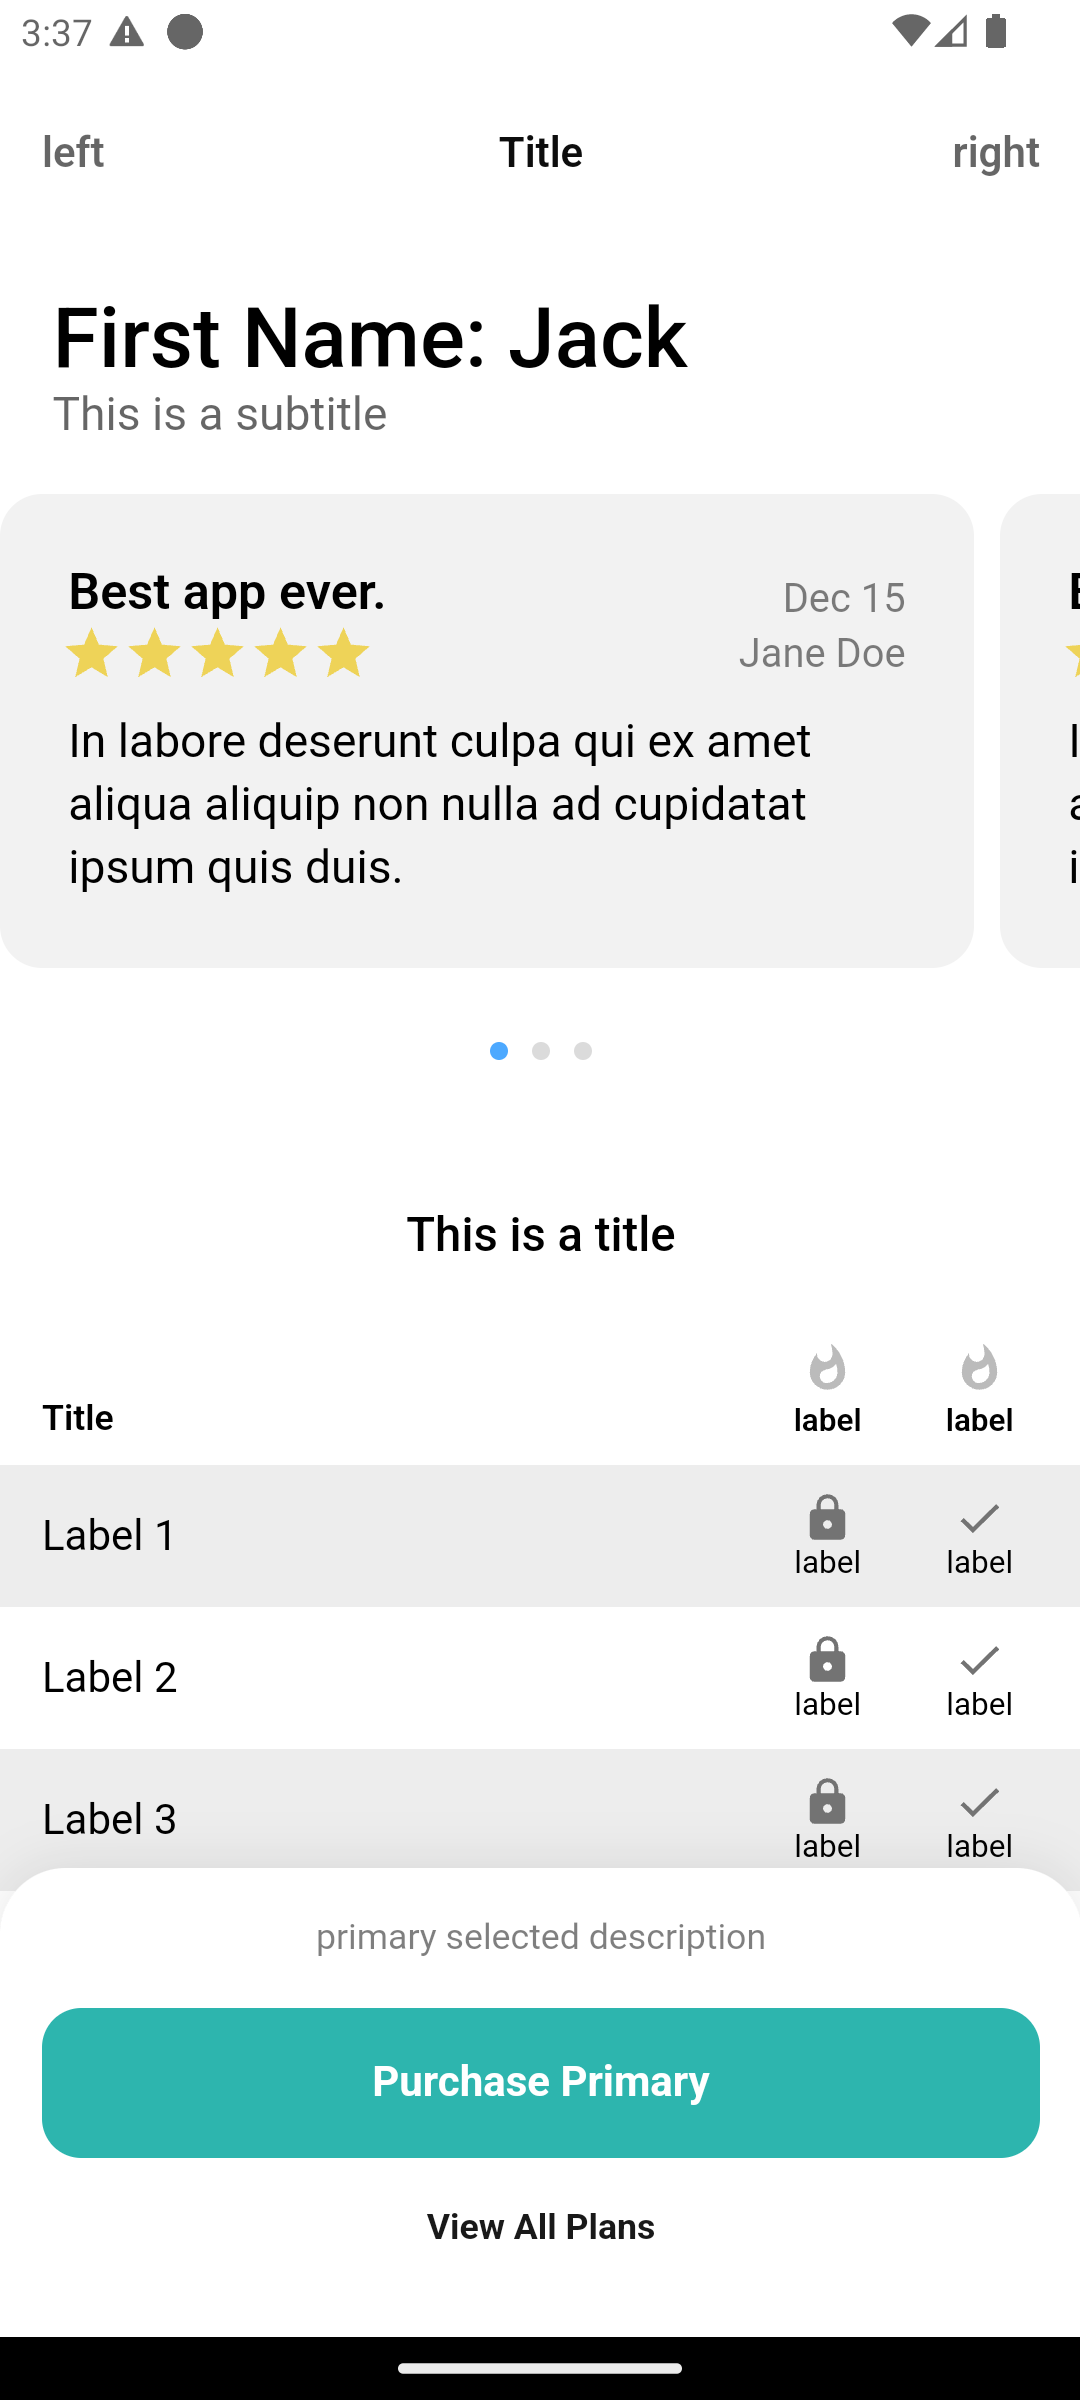 3:37
left
Title
right
First Name: Jack
This is a subtitle
Best app ever.
Dec 15
Jane Doe
In labore deserunt culpa qui ex amet
aliqua aliquip non nulla ad cupidatat
ipsum quis duis.
This is a title
Title
label
label
Label 1
label
label
Label 2
label
label
Label 3
label
label
primary selected description
Purchase Primary
View All Plans